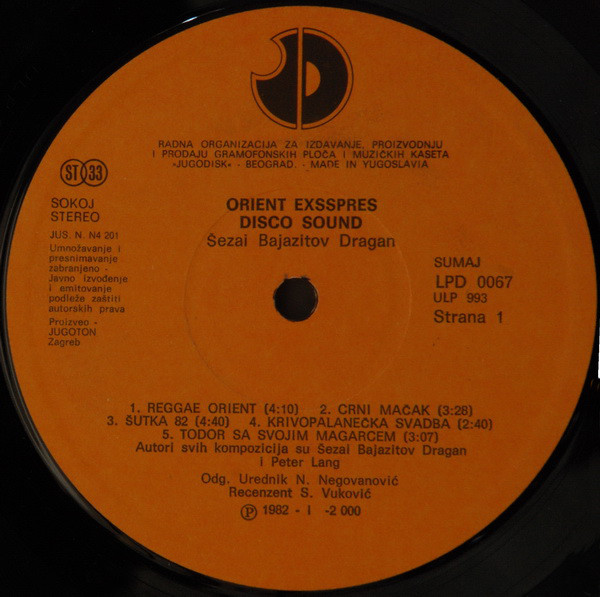 JD
RADNA ORGANIZACIJA ZA IZDAVANJE, PROIZVODNJU
I PRODAJU GRAMOFONSKIH PLOČA I MUZIČKIH KASETA
»JUGODISK« - BEOGRAD. - MADE IN YUGOSLAVIA
ST 33
SOKOJ
STEREO
JUS. N. N4 201
Umnožavanje i
presnimavanje
zabranjeno -
Javno izvođenje
i emitovanje
podleže zaštiti
autorskih prava
Proizveo -
JUGOTON
Zagreb
ORIENT EXSSPRES
DISCO SOUND
Šezai Bajazitov Dragan
SUMAJ
LPD 0067
ULP 993
Strana 1
1. REGGAE ORIENT (4:10) 2. CRNI MAČAK (3:28)
3. ŠUTKA 82 (4:40) 4. KRIVOPALANEČKA SVADBA (2:40)
5. TODOR SA SVOJIM MAGARCEM (3:07)
Autori svih kompozicija su Šezai Bajazitov Dragan
i Peter Lang
Odg. Urednik N. Negovanović
Recenzent S. Vuković
Ⓟ 1982 - I -2 000